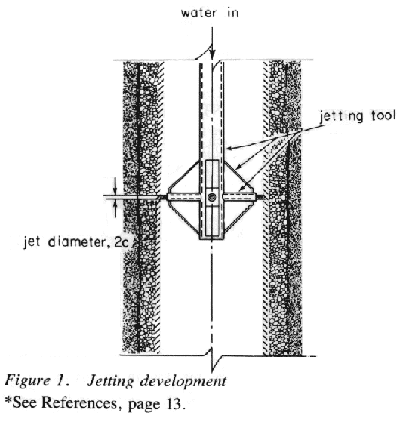 water in
jetting tool
jet diameter, 2c
Figure 1. Jetting development
*See References, page 13.